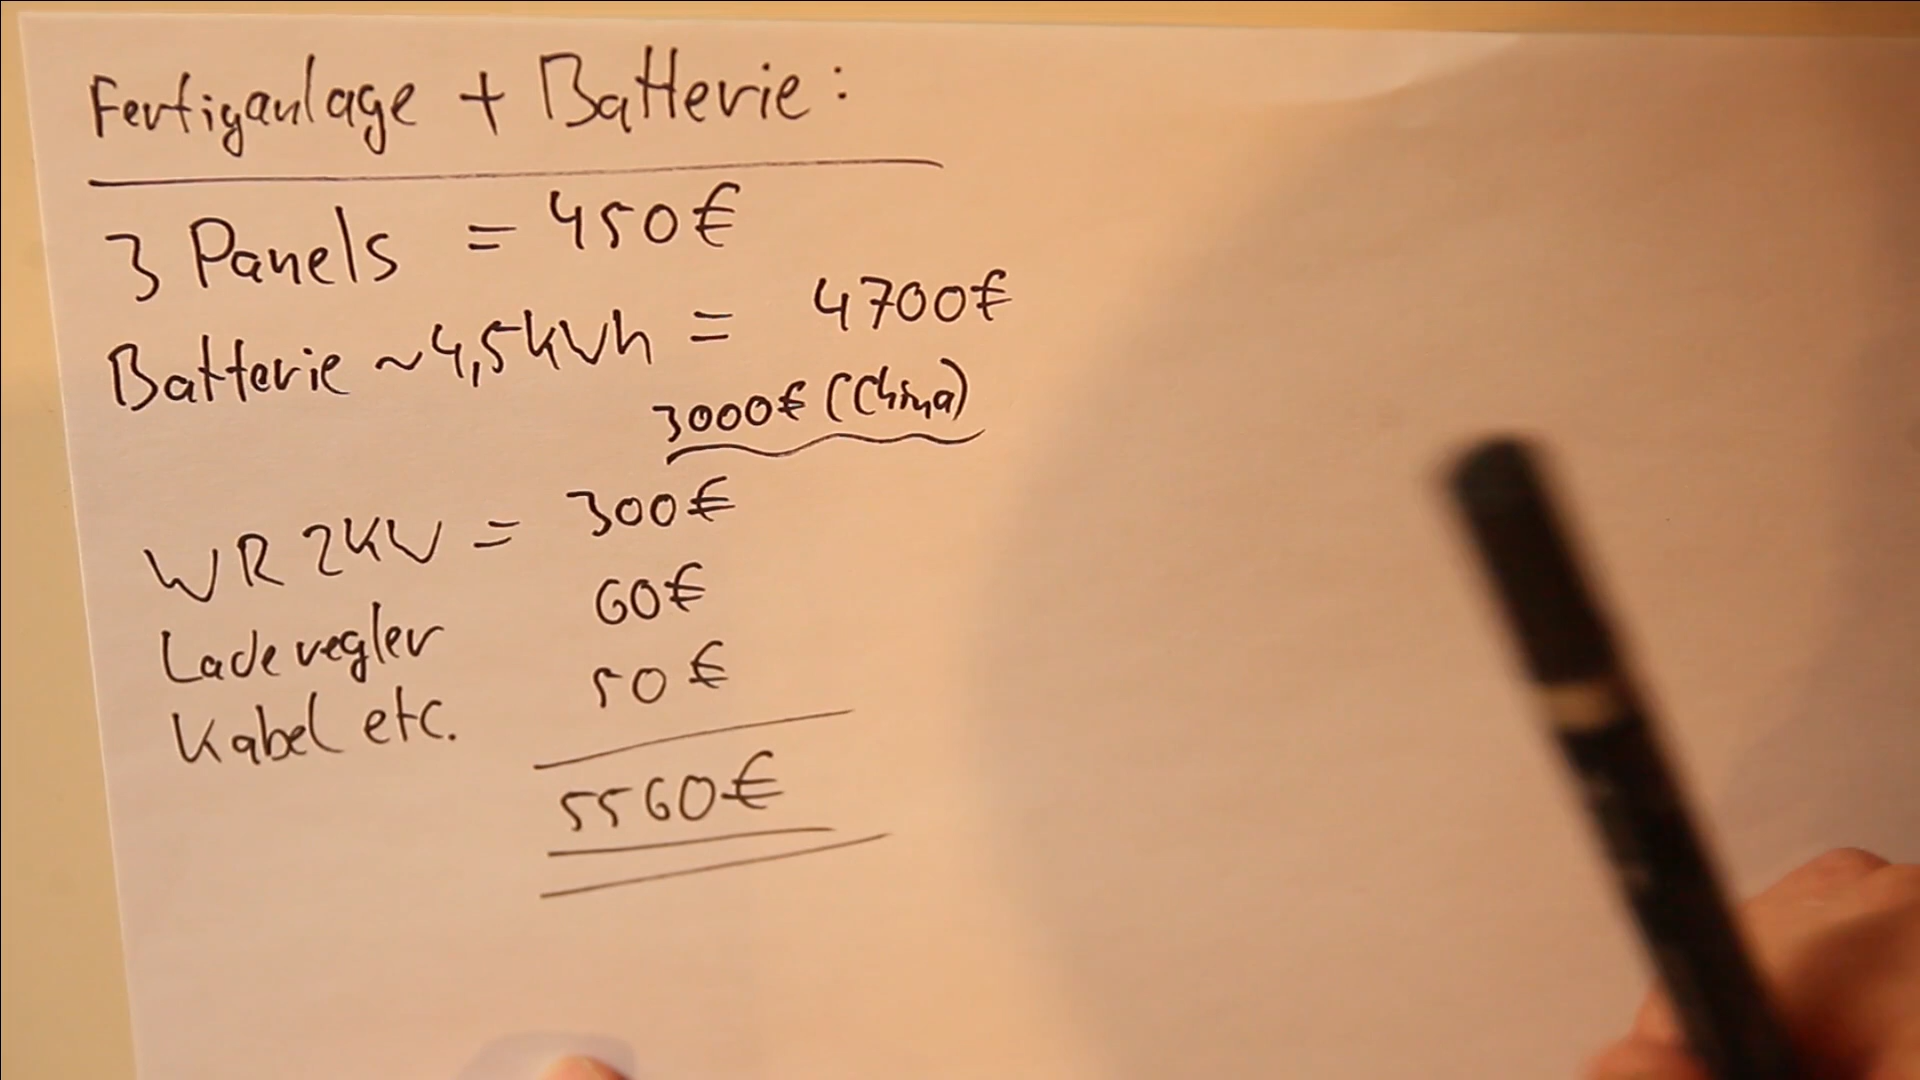 Fertiganlage + Batterie:
3 Panels = 450€
Batterie ~4,5kWh = 4700€
3000€ (China)
WR 2KW = 300€
Laderegler 60€
Kabel etc. 50€
5560€